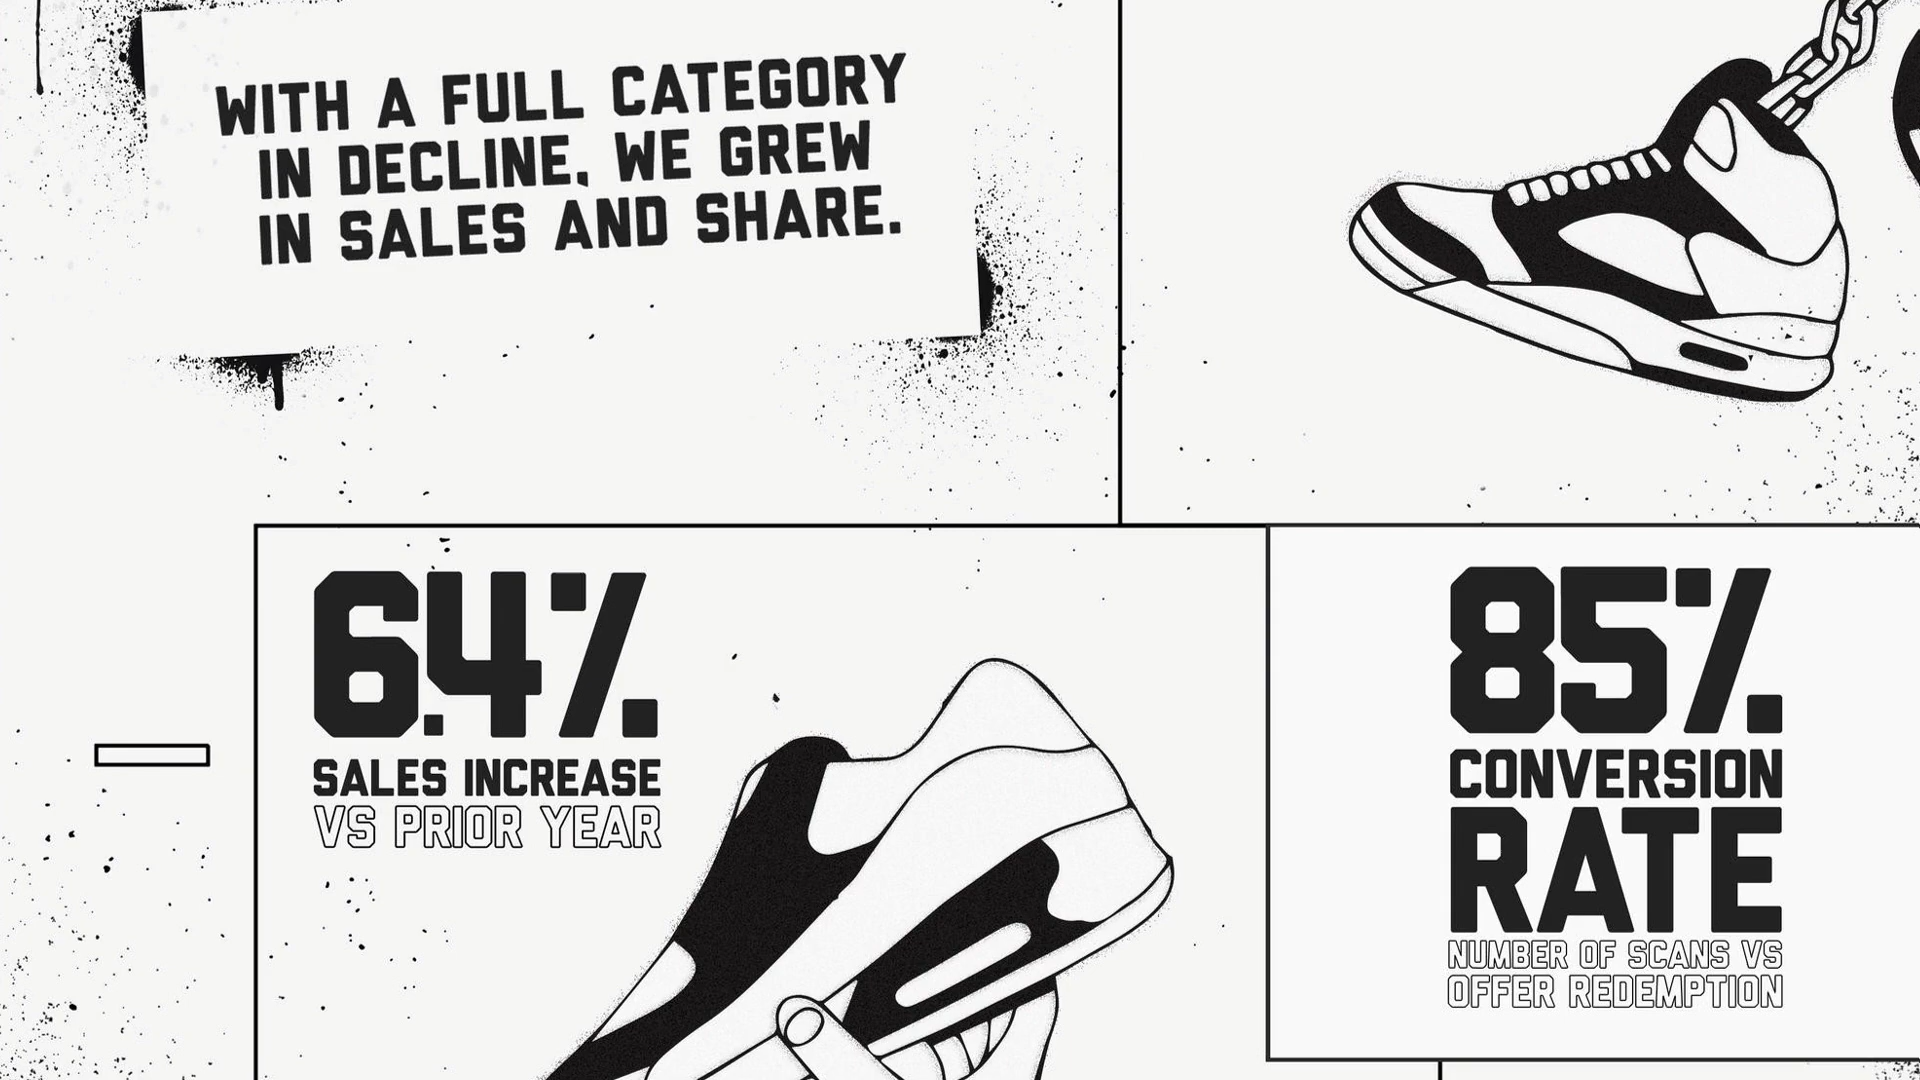 WITH A FULL CATEGORY
IN DECLINE, WE GREW
IN SALES AND SHARE.
6.4%
SALES INCREASE
VS PRIOR YEAR
85%
CONVERSION
RATE
NUMBER OF SCANS VS
OFFER REDEMPTION